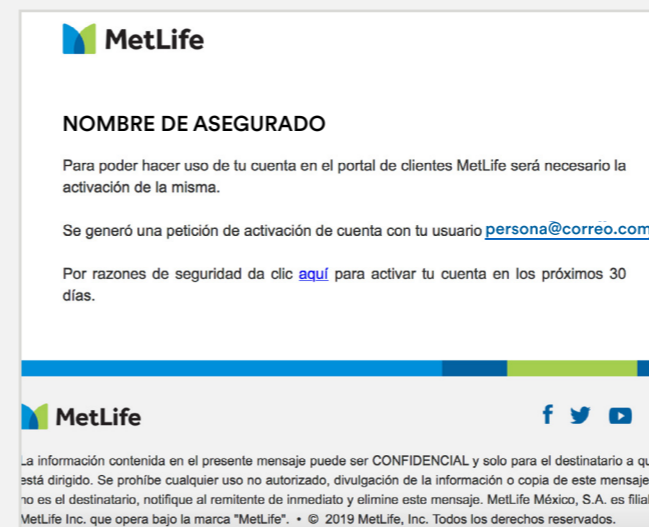 MetLife
NOMBRE DE ASEGURADO
Para poder hacer uso de tu cuenta en el portal de clientes MetLife será necesario la
activación de la misma.
Se generó una petición de activación de cuenta con tu usuario persona@correo.com
Por razones de seguridad da clic aquí para activar tu cuenta en los próximos 30
días.
MetLife
La información contenida en el presente mensaje puede ser CONFIDENCIAL y solo para el destinatario a qu
está dirigido. Se prohíbe cualquier uso no autorizado, divulgación de la información o copia de este mensaje
no es el destinatario, notifique al remitente de inmediato y elimine este mensaje. MetLife México, S.A. es filial
MetLife Inc. que opera bajo la marca "MetLife". • © 2019 MetLife, Inc. Todos los derechos reservados.